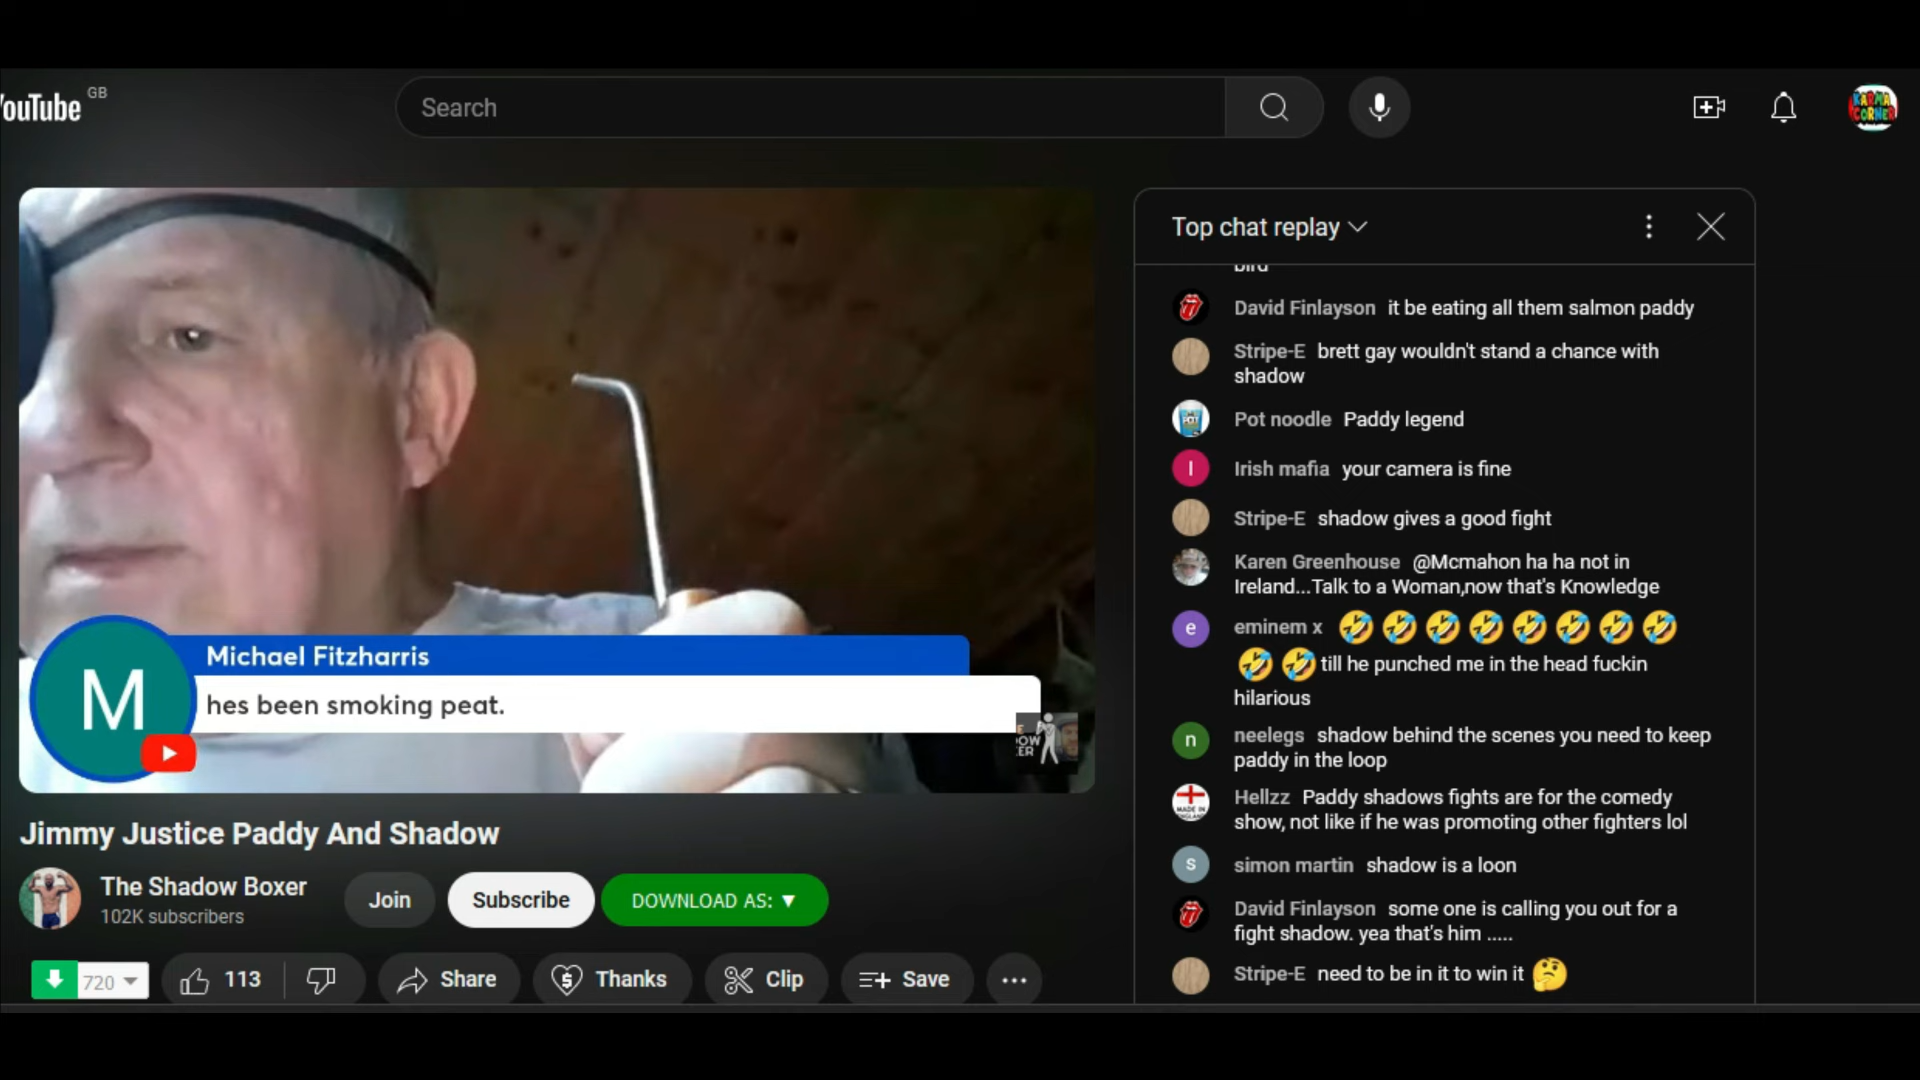 YouTube GB
Search
KARMA
CORNER
Top chat replay
bird
David Finlayson it be eating all them salmon paddy
Stripe-E brett gay wouldn't stand a chance with
shadow
Pot noodle Paddy legend
I
Irish mafia your camera is fine
Stripe-E shadow gives a good fight
Karen Greenhouse @Mcmahon ha ha not in
Ireland...Talk to a Woman,now that's Knowledge
e
eminem x 🤣🤣🤣🤣🤣🤣🤣🤣
🤣🤣till he punched me in the head fuckin
hilarious
n
neelegs shadow behind the scenes you need to keep
paddy in the loop
MADE IN
ENGLAND
Hellzz Paddy shadows fights are for the comedy
show, not like if he was promoting other fighters lol
s
simon martin shadow is a loon
David Finlayson some one is calling you out for a
fight shadow. yea that's him .....
Stripe-E need to be in it to win it 🤔
M
Michael Fitzharris
hes been smoking peat.
Jimmy Justice Paddy And Shadow
The Shadow Boxer
102K subscribers
Join
Subscribe
DOWNLOAD AS: ▼
720
113
Share
Thanks
Clip
Save